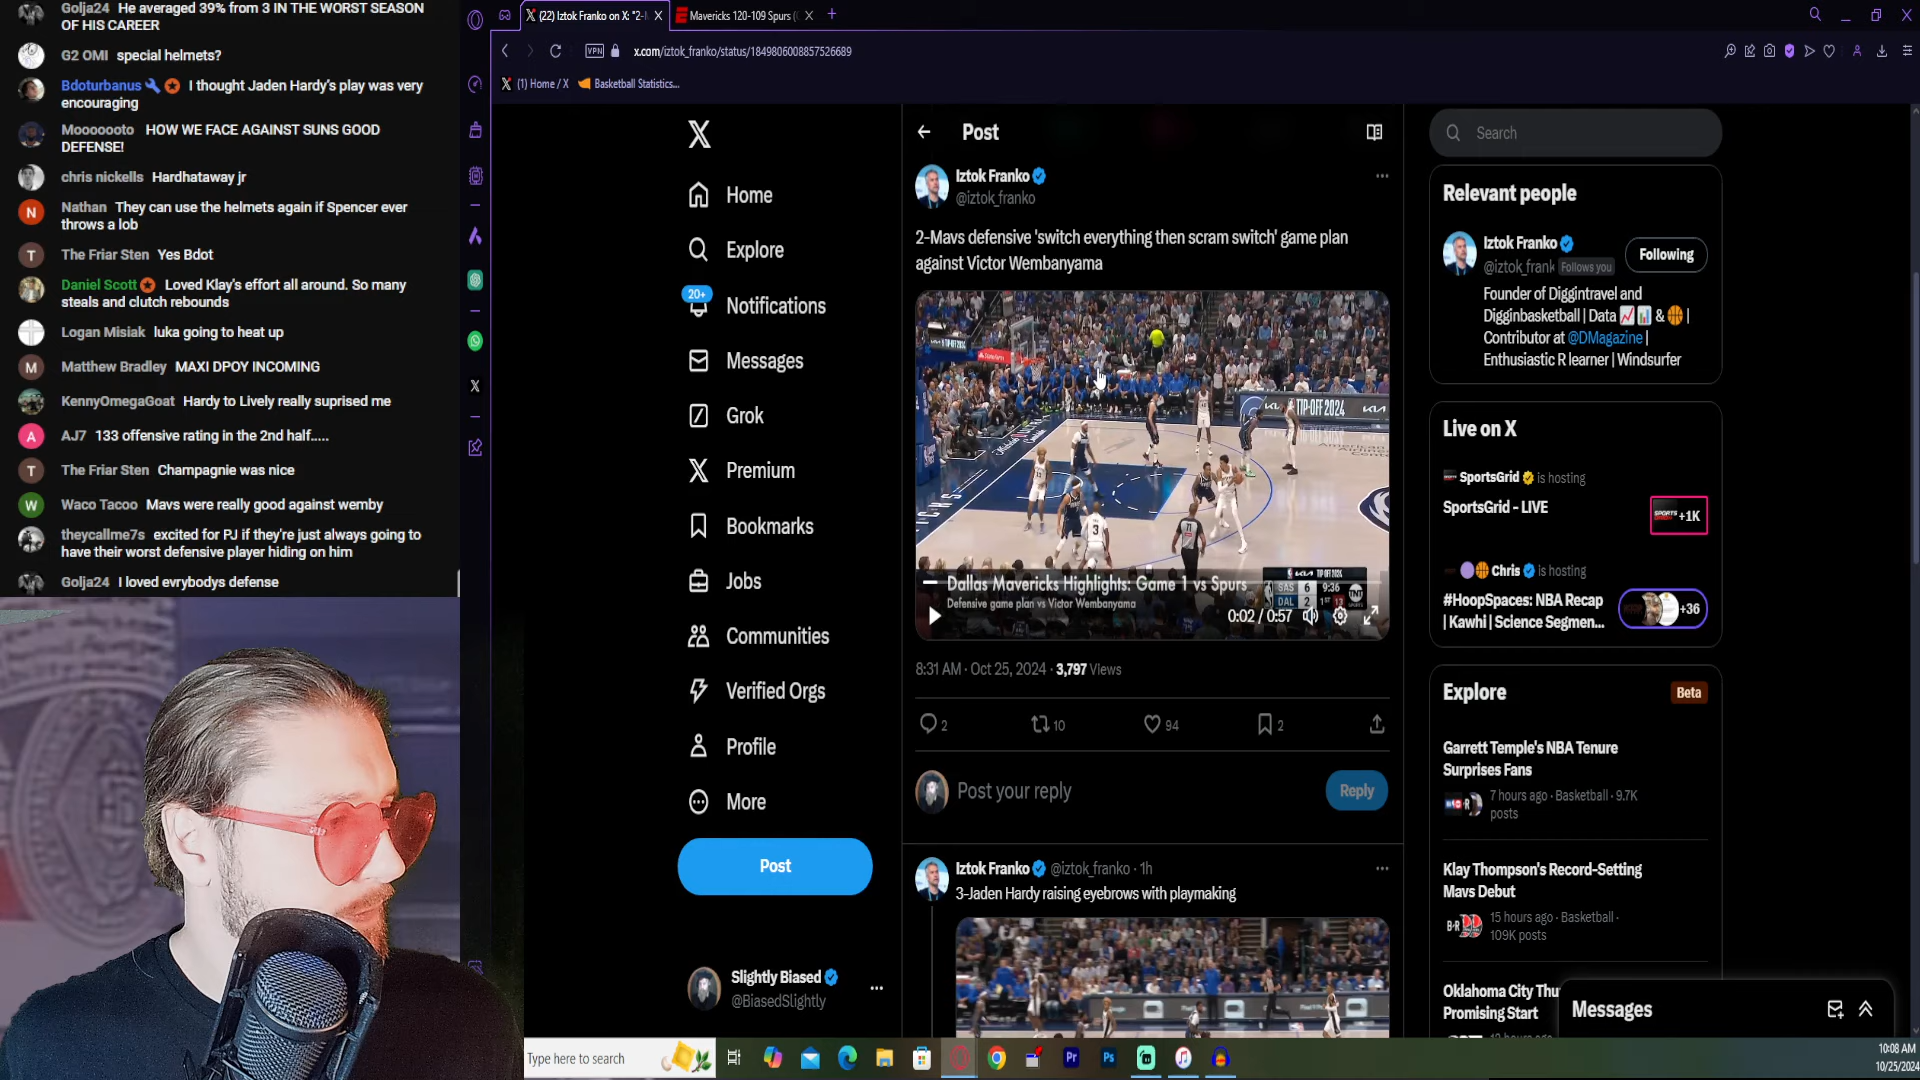 Golja24 He averaged 39% from 3 IN THE WORST SEASON
OF HIS CAREER
G2 OMI special helmets?
Bdoturbanus I thought Jaden Hardy's play was very
encouraging
Mooooooto HOW WE FACE AGAINST SUNS GOOD
DEFENSE!
chris nickells Hardhataway jr
N
Nathan They can use the helmets again if Spencer ever
throws a lob
T
The Friar Sten Yes Bdot
Daniel Scott Loved Klay's effort all around. So many
steals and clutch rebounds
Logan Misiak luka going to heat up
M
Matthew Bradley MAXI DPOY INCOMING
KennyOmegaGoat Hardy to Lively really suprised me
A
AJ7 133 offensive rating in the 2nd half.....
T
The Friar Sten Champagnie was nice
W
Waco Tacoo Mavs were really good against wemby
theycallme7s excited for PJ if they're just always going to
have their worst defensive player hiding on him
Golja24 I loved evrybodys defense
(22) Iztok Franko on X: "2-
Mavericks 120-109 Spurs (
VPN
x.com/iztok_franko/status/1849806008857526689
(1) Home / X
Basketball Statistics...
Home
Explore
20+
Notifications
Messages
Grok
Premium
Bookmarks
Jobs
Communities
Verified Orgs
Profile
More
Post
Slightly Biased
@BiasedSlightly
Post
Iztok Franko
@iztok_franko
2-Mavs defensive 'switch everything then scram switch' game plan
against Victor Wembanyama
TIP-OFF 2024
3
Dallas Mavericks Highlights: Game 1 vs Spurs
Defensive game plan vs Victor Wembanyama
TIP OFF 2024
SAS 6 9:36
DAL 2 1ST 13
TNT
0:02 / 0:57
8:31 AM · Oct 25, 2024 · 3,797 Views
2
10
94
2
Post your reply
Reply
Iztok Franko @iztok_franko · 1h
3-Jaden Hardy raising eyebrows with playmaking
Search
Relevant people
Iztok Franko
@iztok_frank Follows you
Following
Founder of Diggintravel and
Digginbasketball | Data & |
Contributor at @DMagazine |
Enthusiastic R learner | Windsurfer
Live on X
SportsGrid is hosting
SportsGrid - LIVE
+1K
Chris is hosting
#HoopSpaces: NBA Recap
| Kawhi | Science Segmen...
+36
Explore
Beta
Garrett Temple's NBA Tenure
Surprises Fans
7 hours ago · Basketball · 9.7K
posts
Klay Thompson's Record-Setting
Mavs Debut
15 hours ago · Basketball ·
109K posts
Oklahoma City Thu
Promising Start
Messages
Type here to search
Pr
Ps
10:08 AM
10/25/2024